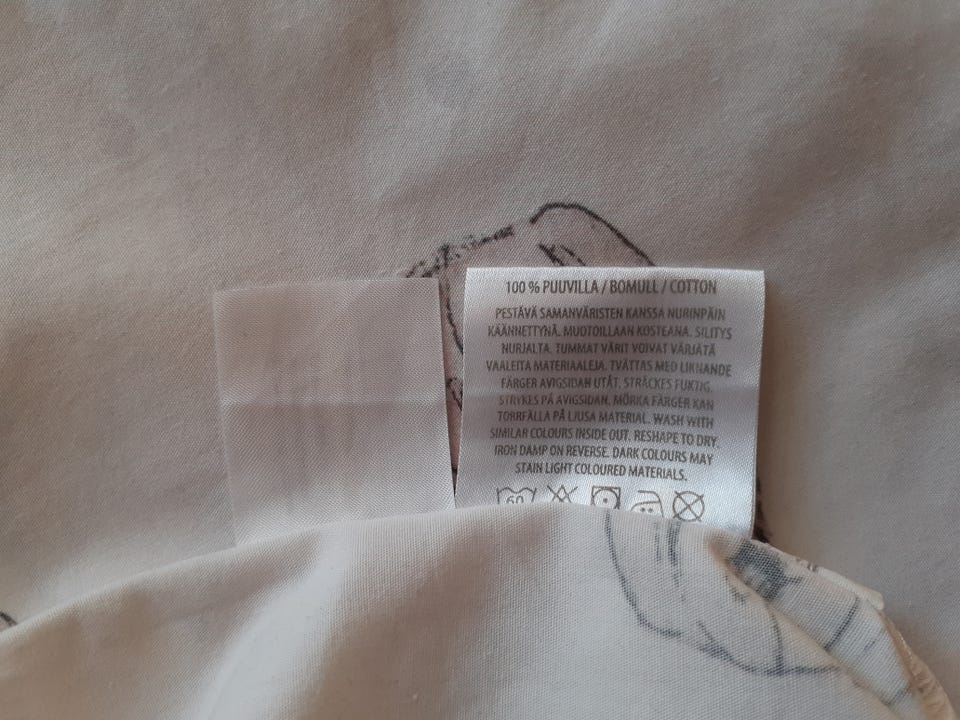 100 % PUUVILLA / BOMULL / COTTON
PESTÄVÄ SAMANVÄRISTEN KANSSA NURINPÄIN
KÄÄNNETTYNÄ. MUOTOILLAAN KOSTEANA. SILITYS
NURJALTA. TUMMAT VÄRIT VOIVAT VÄRJÄTÄ
VAALEITA MATERIAALEJA. TVÄTTAS MED LIKNANDE
FÄRGER AVIGSIDAN UTÅT. STRÄCKES FUKTIG.
STRYKES PÅ AVIGSIDAN. MÖRKA FÄRGER KAN
TORRFÄLLA PÅ LJUSA MATERIAL. WASH WITH
SIMILAR COLOURS INSIDE OUT. RESHAPE TO DRY.
IRON DAMP ON REVERSE. DARK COLOURS MAY
STAIN LIGHT COLOURED MATERIALS.
60